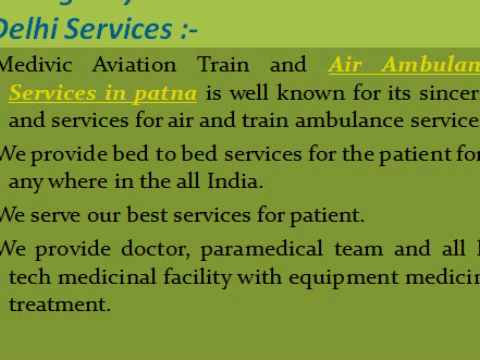 Delhi Services :-
Medivic Aviation Train and Air Ambulan
Services in patna is well known for its sincer
and services for air and train ambulance service
We provide bed to bed services for the patient for
any where in the all India.
We serve our best services for patient.
We provide doctor, paramedical team and all
tech medicinal facility with equipment medicin
treatment.